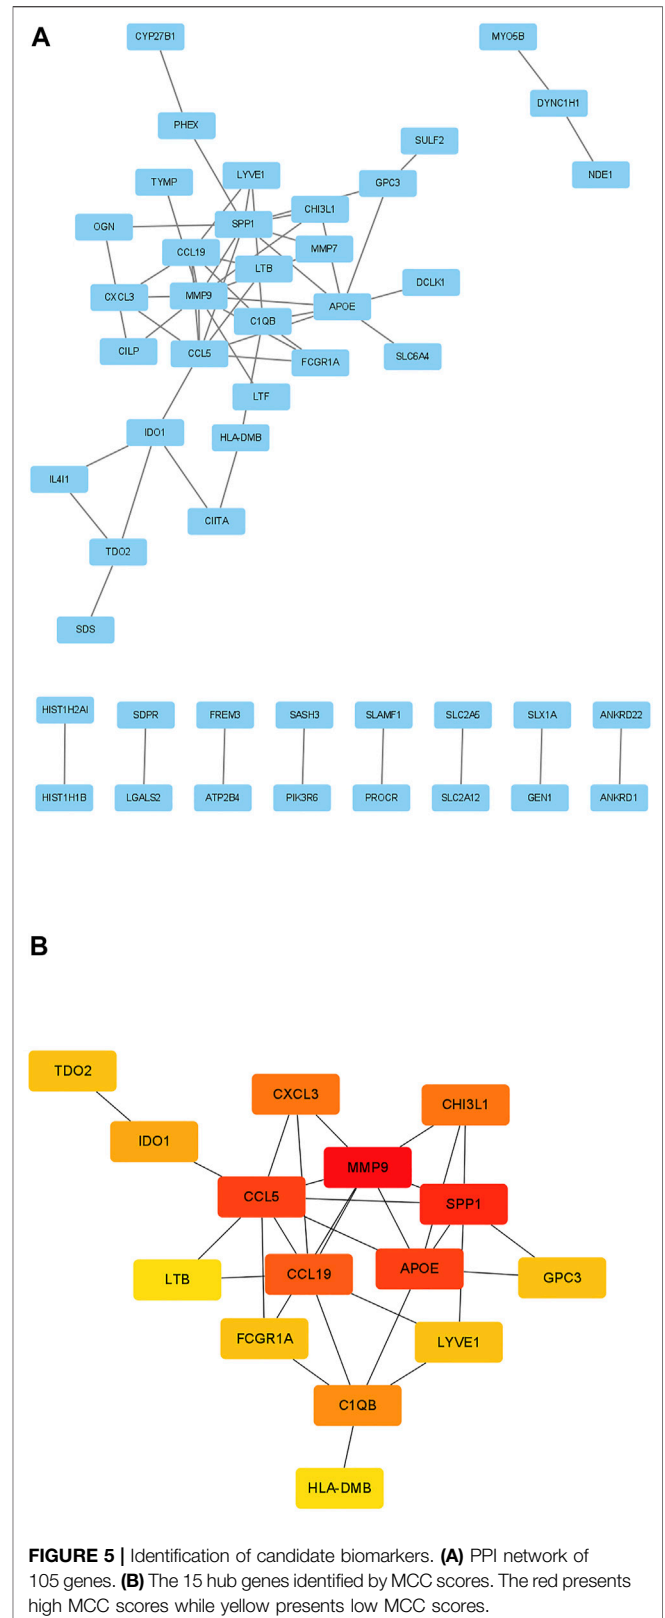 A
CYP27B1
MYO5B
DYNC1H1
PHEX
SULF2
NDE1
LYVE1
TYMP
GPC3
CHI3L1
OGN
SPP1
CCL19
MMP7
LTB
DCLK1
CXCL3
MMP9
APOE
C1QB
CILP
CCL5
FCGR1A
SLC6A4
LTF
IDO1
HLA-DMB
IL4I1
CIITA
TDO2
SDS
HIST1H2AI
SDPR
FREM3
SASH3
SLAMF1
SLC2A5
SLX1A
ANKRD22
HIST1H1B
LGALS2
ATP2B4
PIK3R6
PROCR
SLC2A12
GEN1
ANKRD1
B
TDO2
CXCL3
CHI3L1
IDO1
MMP9
CCL5
SPP1
LTB
CCL19
APOE
GPC3
FCGR1A
LYVE1
C1QB
HLA-DMB
FIGURE 5 | Identification of candidate biomarkers. (A) PPI network of
105 genes. (B) The 15 hub genes identified by MCC scores. The red presents
high MCC scores while yellow presents low MCC scores.